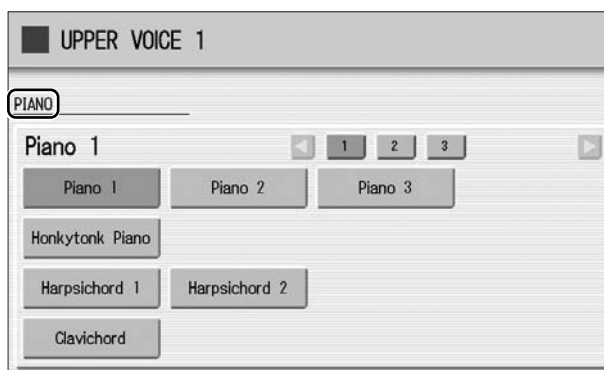 UPPER VOICE 1
PIANO
Piano 1 1 2 3
Piano 1 Piano 2 Piano 3
Honkytonk Piano
Harpsichord 1 Harpsichord 2
Clavichord